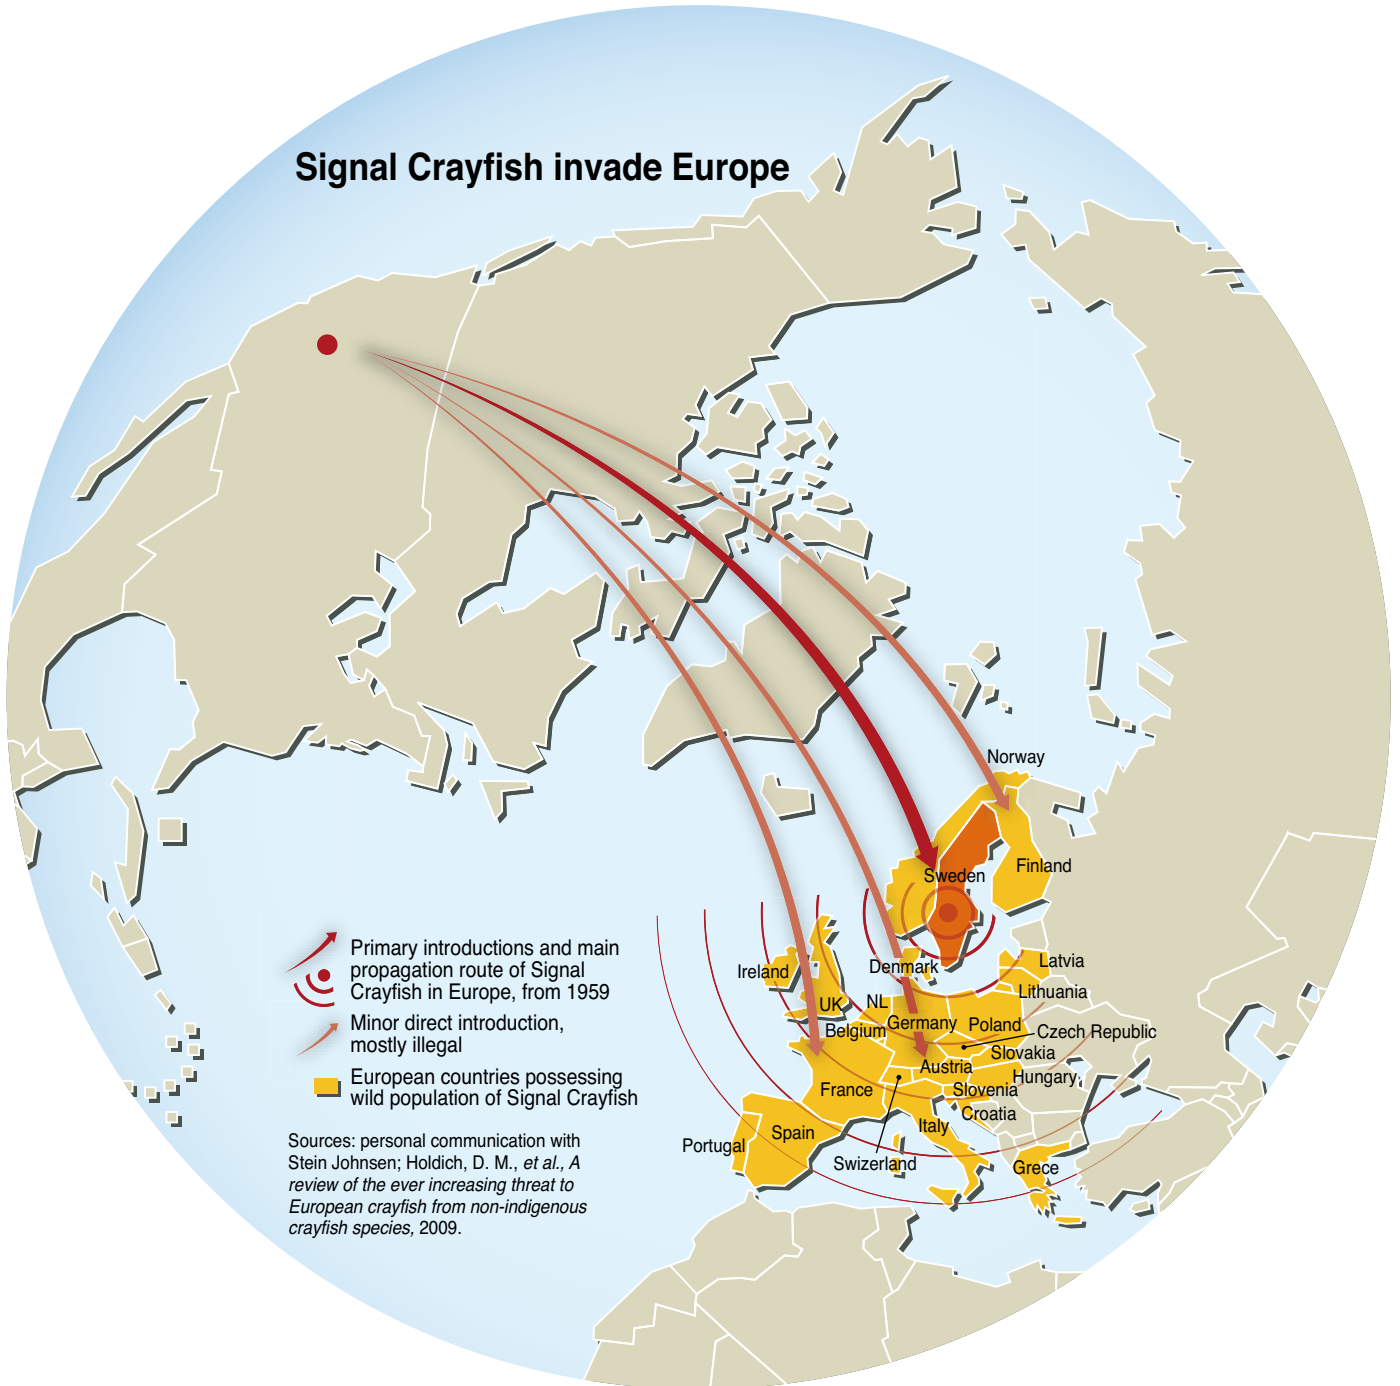 Signal Crayfish invade Europe
Norway
Finland
Sweden
Denmark
Latvia
Lithuania
Ireland
UK
NL
Belgium
Germany
Poland
Czech Republic
Slovakia
Austria
Hungary
France
Slovenia
Croatia
Italy
Spain
Portugal
Swizerland
Grece
Primary introductions and main
propagation route of Signal
Crayfish in Europe, from 1959
Minor direct introduction,
mostly illegal
European countries possessing
wild population of Signal Crayfish
Sources: personal communication with
Stein Johnsen; Holdich, D. M., et al., A
review of the ever increasing threat to
European crayfish from non-indigenous
crayfish species, 2009.